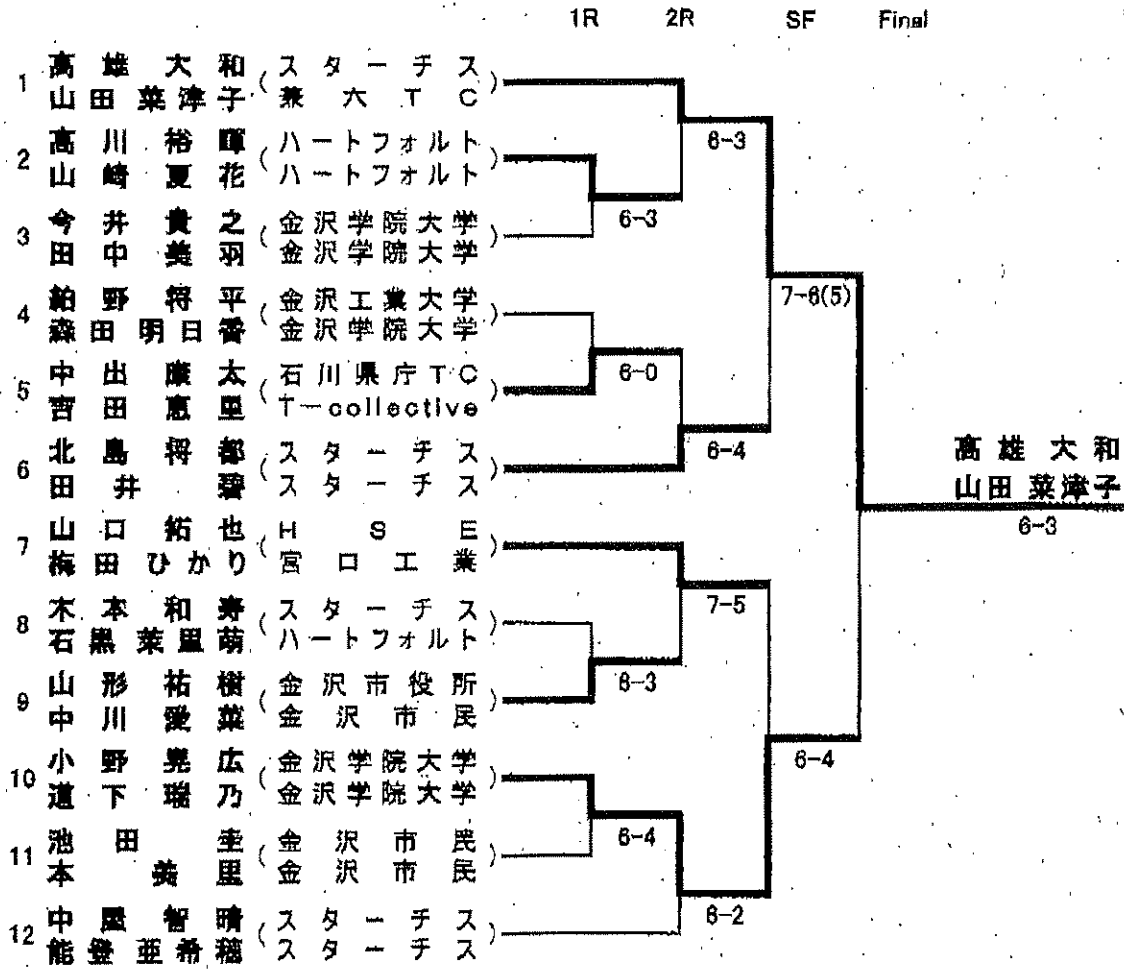 1R 2R SF Final
1 高雄大和 (スターチス)
山田菜津子 兼六TC
2 高川裕暉 (ハートフォルト)
山崎夏花 ハートフォルト
3 今井貴之 (金沢学院大学)
田中美羽 金沢学院大学
4 野将平 (金沢工業大学)
森田明日香 金沢学院大学
5 中出 太 (石川県庁TC)
吉田恵里 T-collective
6 北島将都 (スターチス)
田井碧 スターチス
7 山口拓也 (HSE)
梅田ひかり 宮口工業
8 木本和寿 (スターチス)
石黒菜里萌 ハートフォルト
9 山形祐樹 (金沢市役所)
中川愛菜 金沢市民
10 小野晃広 (金沢学院大学)
道下瑞乃 金沢学院大学
11 池田圭 (金沢市民)
本美里 金沢市民
12 中屋智晴 (スターチス)
能登亜希穂 スターチス
6-3
6-3
7-6(5)
6-0
6-4
高雄大和
山田菜津子
6-3
7-5
6-3
6-4
6-4
6-2